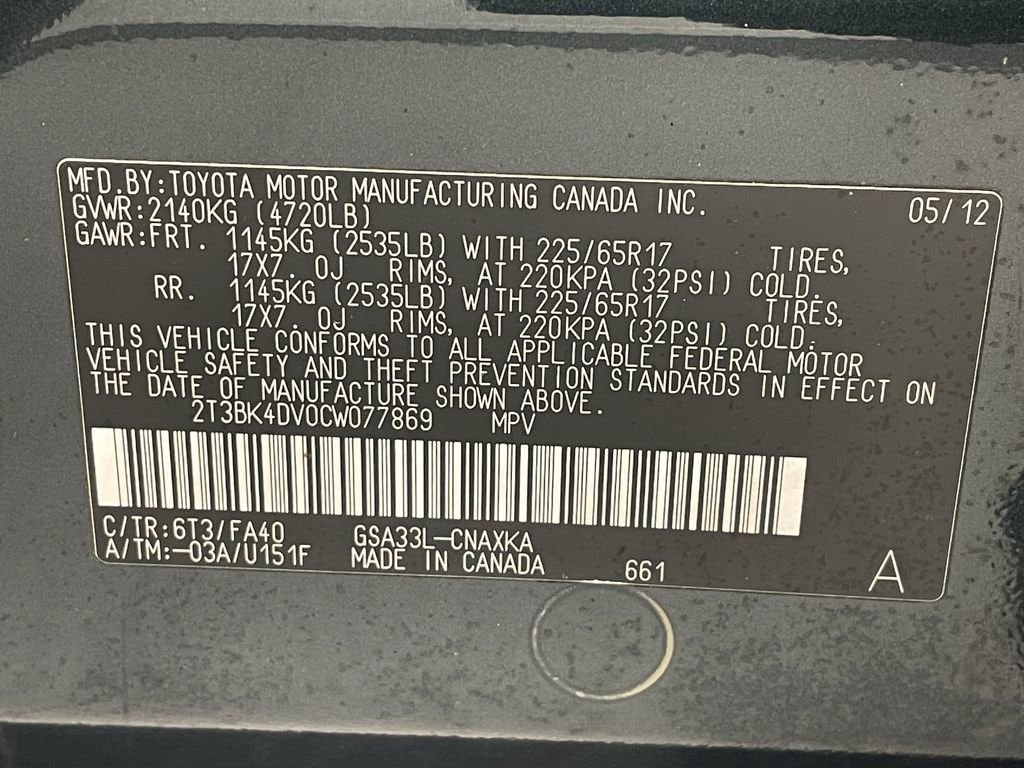 MFD.BY:TOYOTA MOTOR MANUFACTURING CANADA INC. 05/12
GVWR:2140KG (4720LB)
GAWR:FRT. 1145KG (2535LB) WITH 225/65R17 TIRES,
17X7. 0J RIMS, AT 220KPA (32PSI) COLD.
RR. 1145KG (2535LB) WITH 225/65R17 TIRES,
17X7. 0J RIMS, AT 220KPA (32PSI) COLD.
THIS VEHICLE CONFORMS TO ALL APPLICABLE FEDERAL MOTOR
VEHICLE SAFETY AND THEFT PREVENTION STANDARDS IN EFFECT ON
THE DATE OF MANUFACTURE SHOWN ABOVE.
2T3BK4DV0CW077869 MPV
C/TR:6T3/FA40 GSA33L-CNAXKA
A/TM:-03A/U151F MADE IN CANADA 661 A